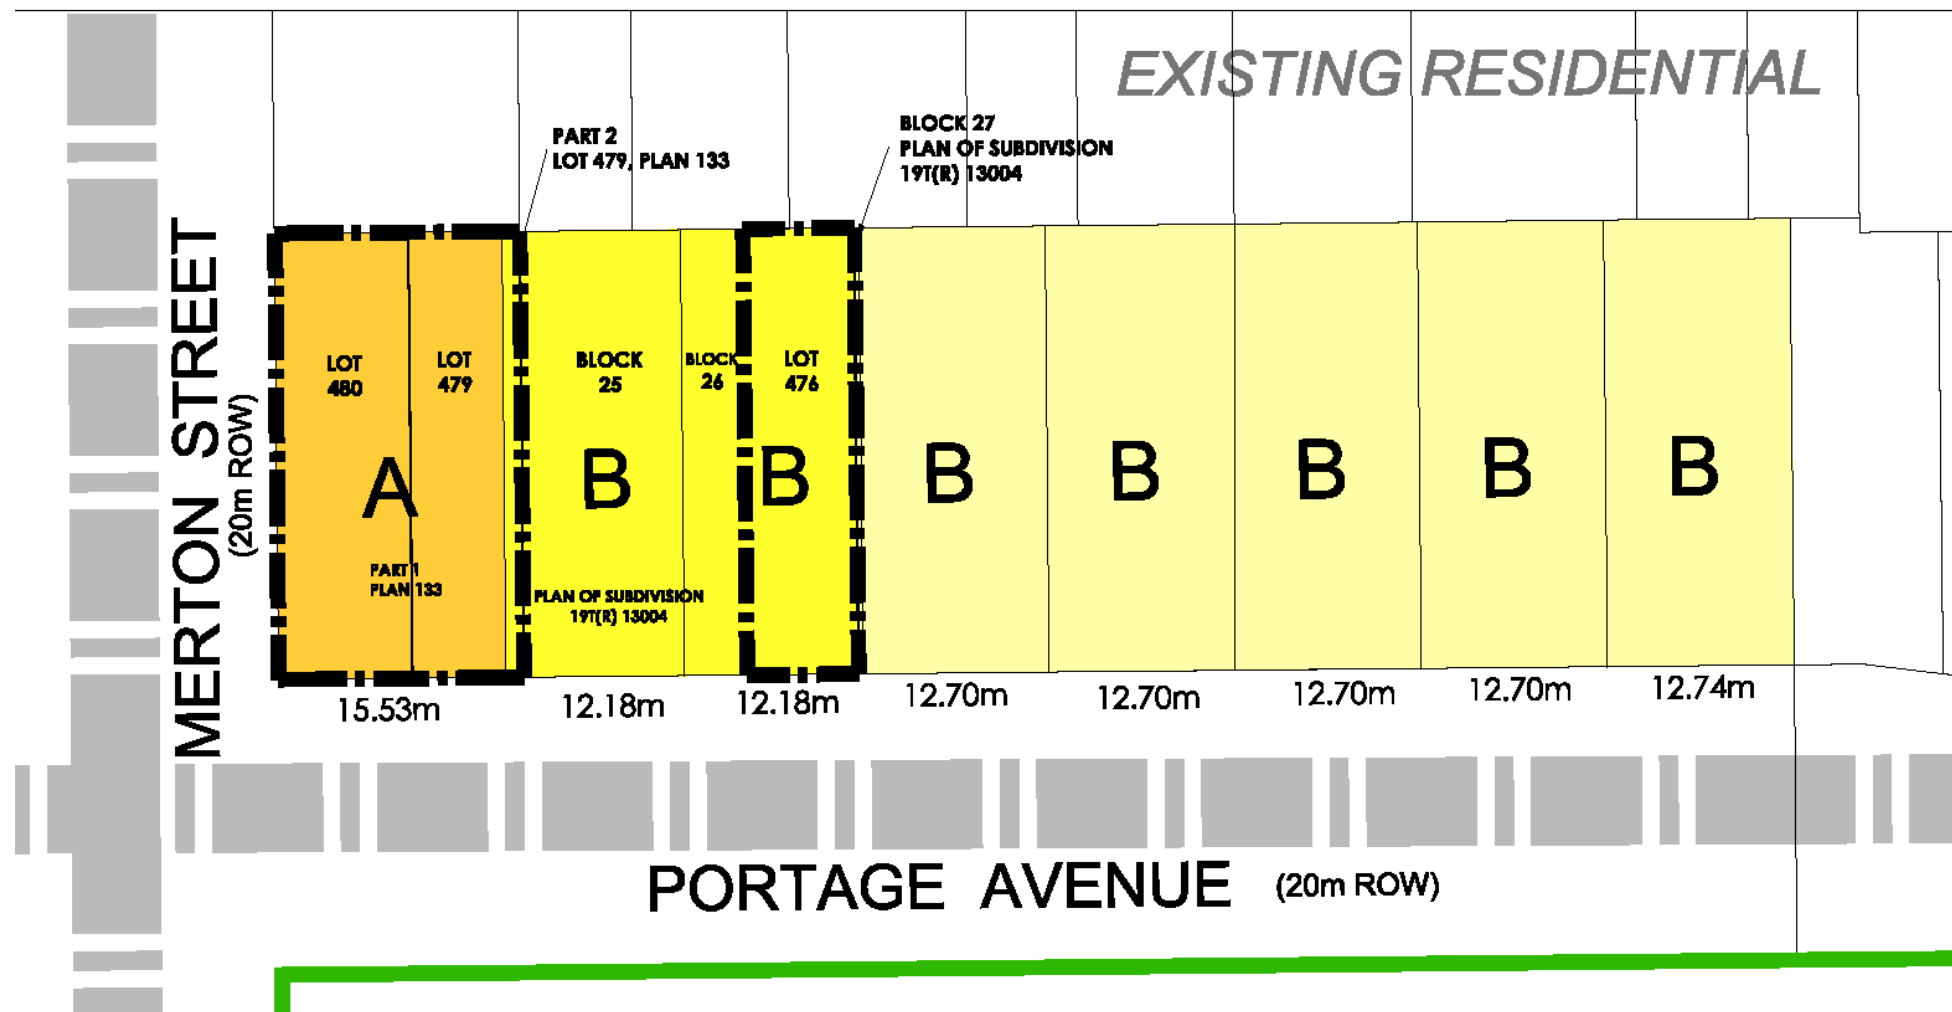 EXISTING RESIDENTIAL
PART 2
LOT 479, PLAN 133
BLOCK 27
PLAN OF SUBDIVISION
19T(R) 13004
MERTON STREET
(20m ROW)
LOT
480
LOT
479
BLOCK
25
BLOCK
26
LOT
476
A
B
B
B
B
B
B
B
PART 1
PLAN 133
PLAN OF SUBDIVISION
19T(R) 13004
15.53m
12.18m
12.18m
12.70m
12.70m
12.70m
12.70m
12.74m
PORTAGE AVENUE (20m ROW)